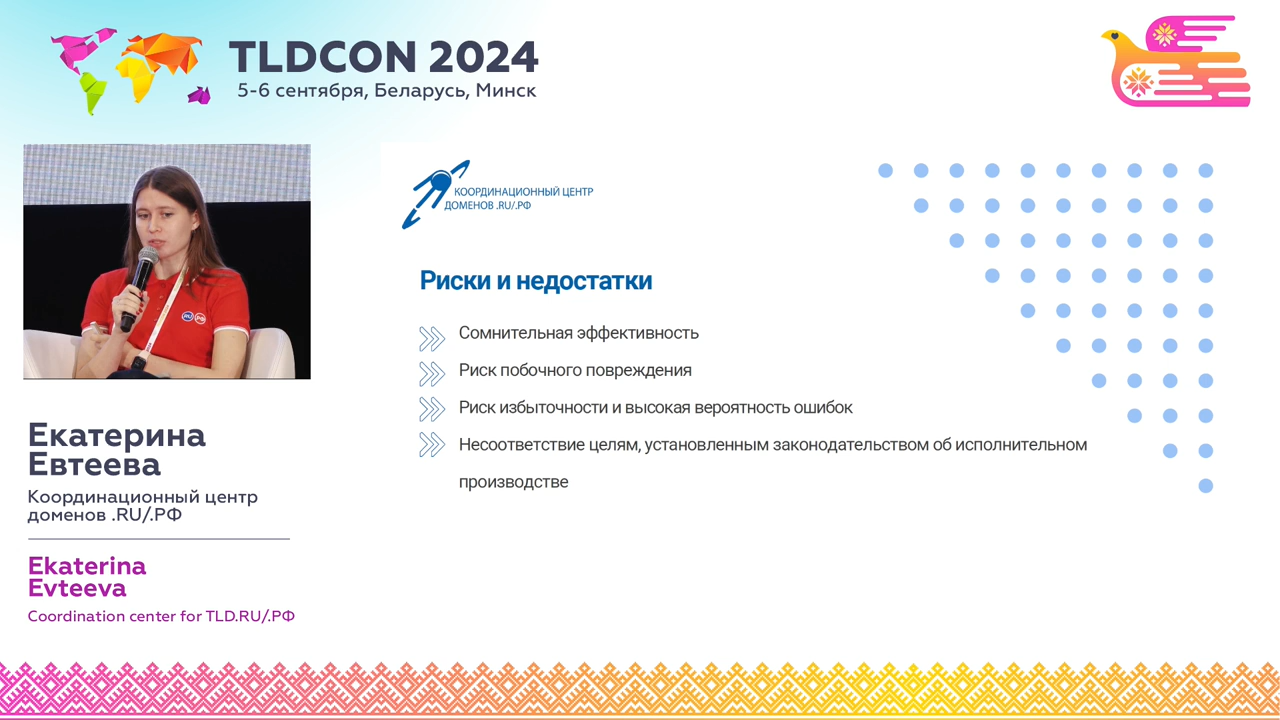 TLDCON 2024
5-6 сентября, Беларусь, Минск
КООРДИНАЦИОННЫЙ ЦЕНТР
ДОМЕНОВ .RU/.РФ
Риски и недостатки
Сомнительная эффективность
Риск побочного повреждения
Риск избыточности и высокая вероятность ошибок
Несоответствие целям, установленным законодательством об исполнительном
производстве
RU РФ
Екатерина
Евтеева
Координационный центр
доменов .RU/.РФ
Ekaterina
Evteeva
Coordination center for TLD.RU/.РФ